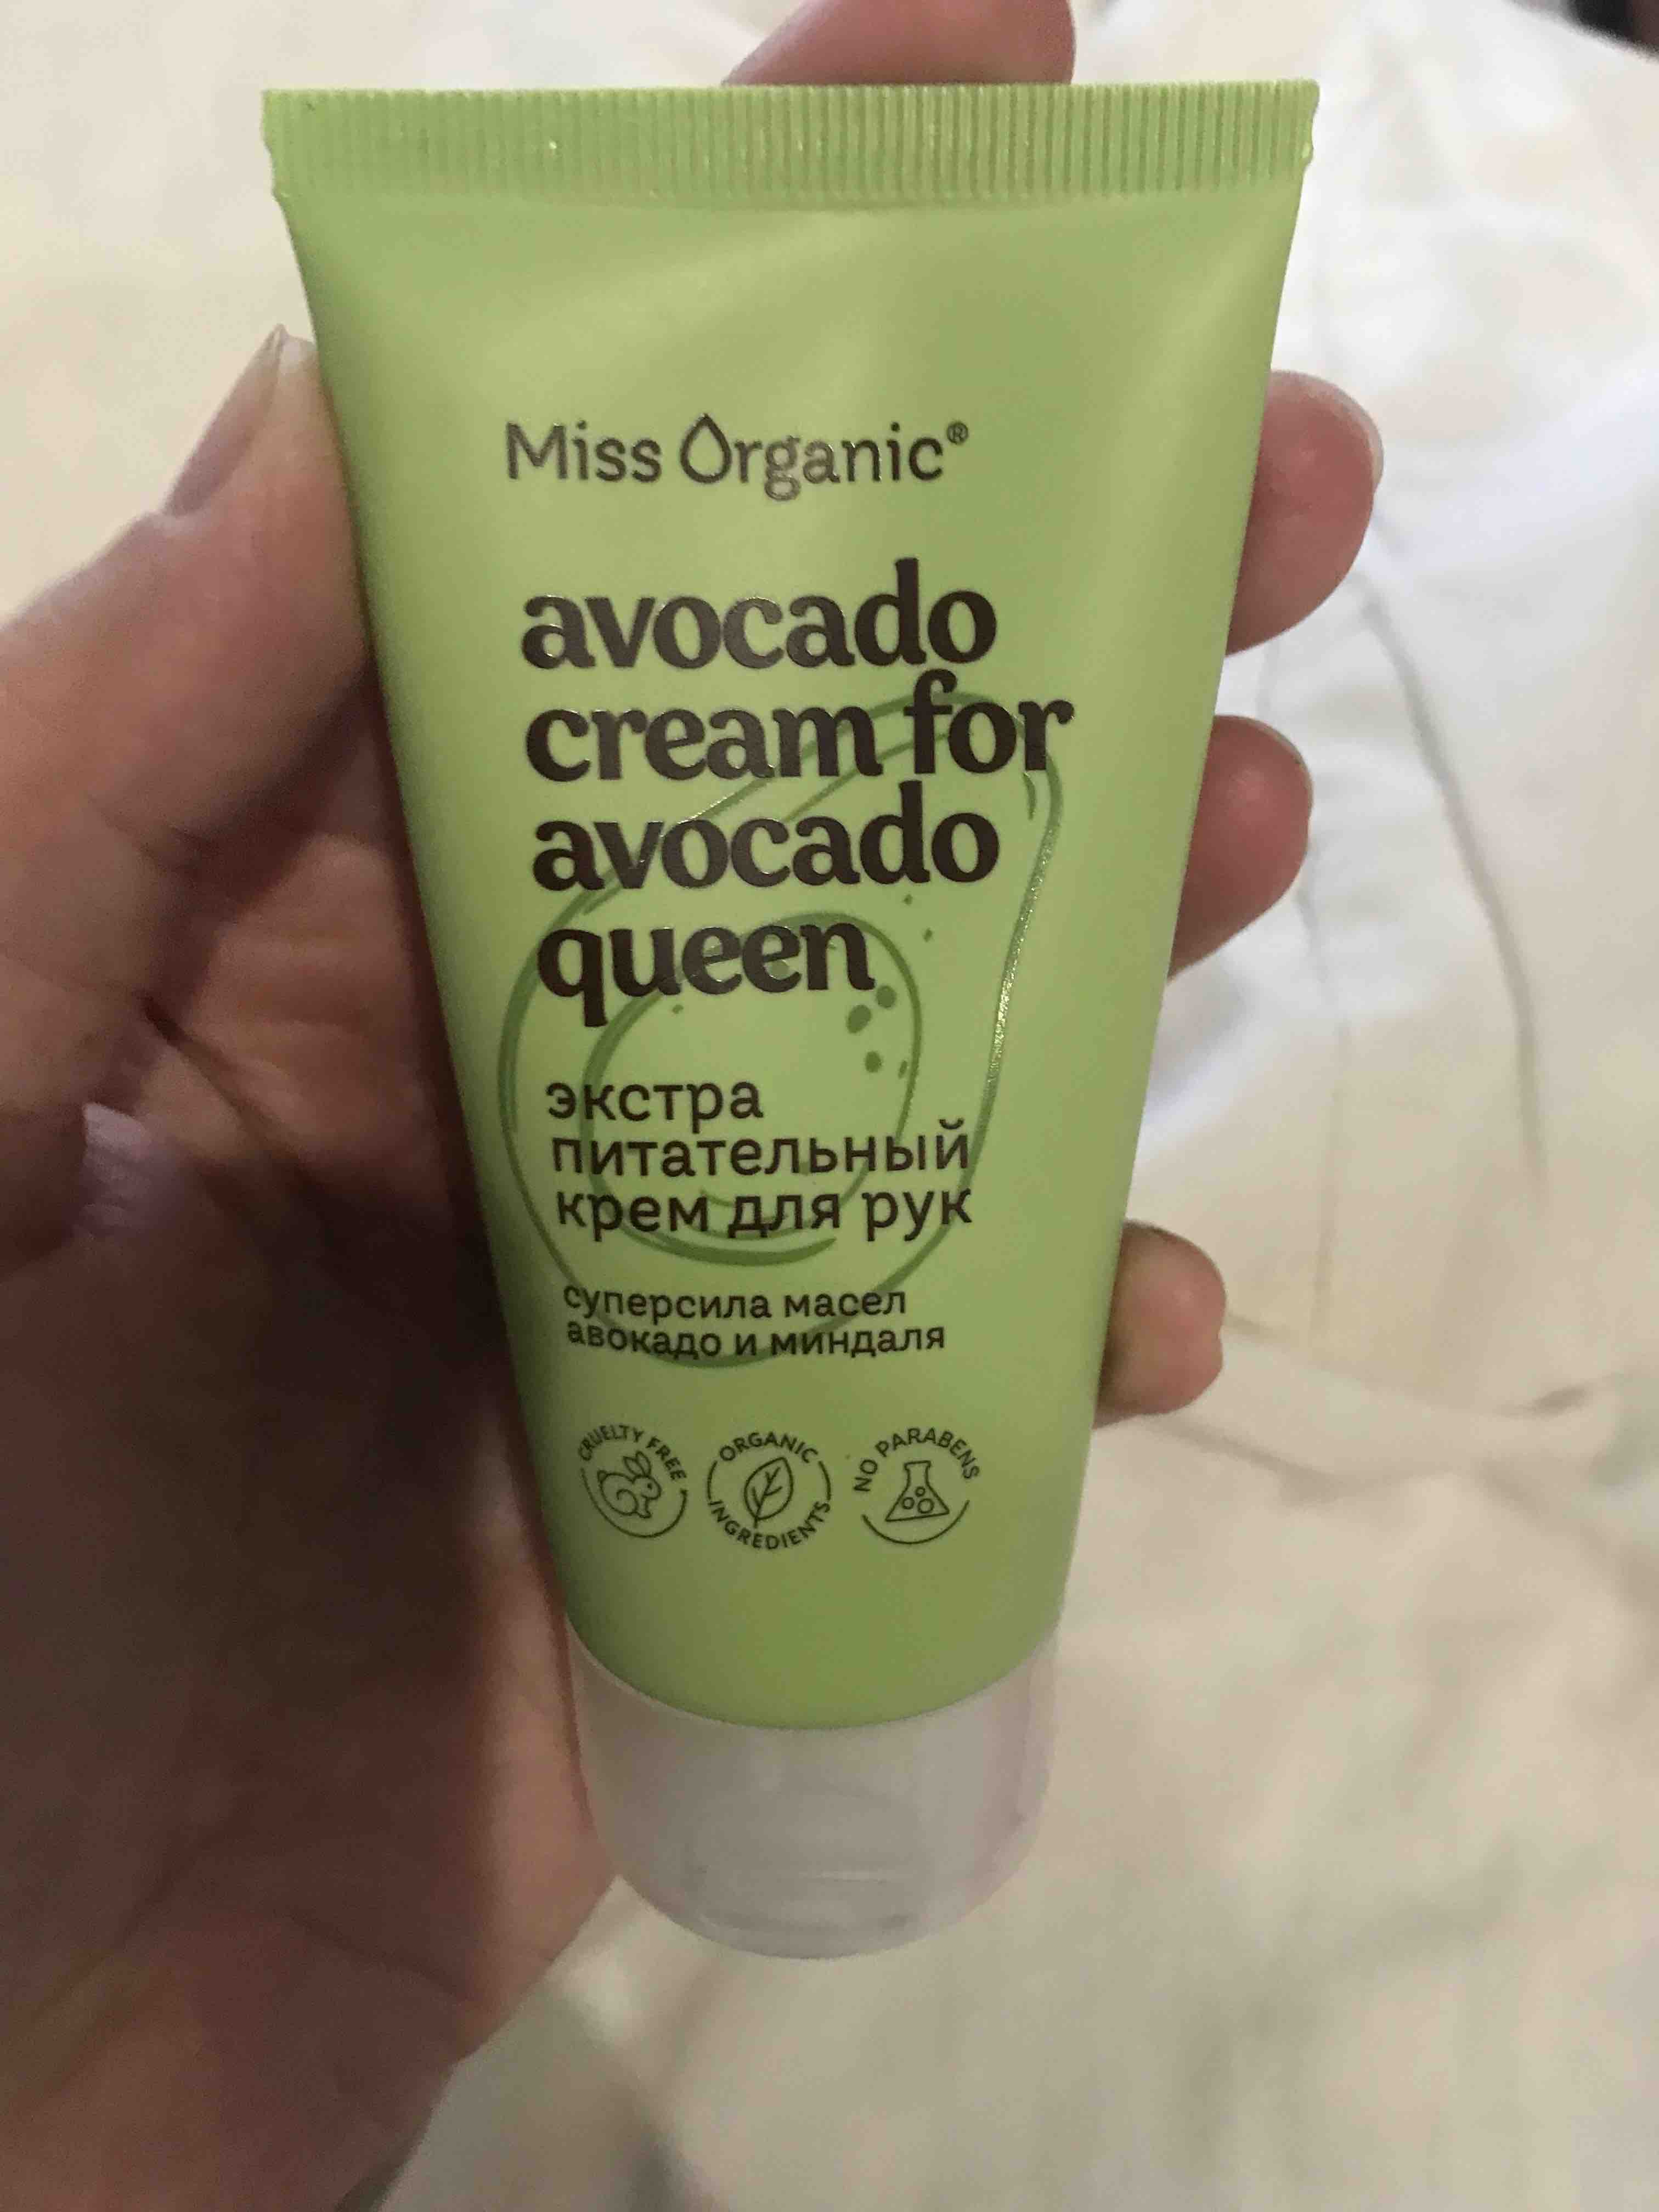 Miss Organic®
avocado
cream for
avocado
queen
экстра
питательный
крем для рук
суперсила масел
авокадо и миндаля
CRUELTY FREE
ORGANIC INGREDIENTS
NO PARABENS